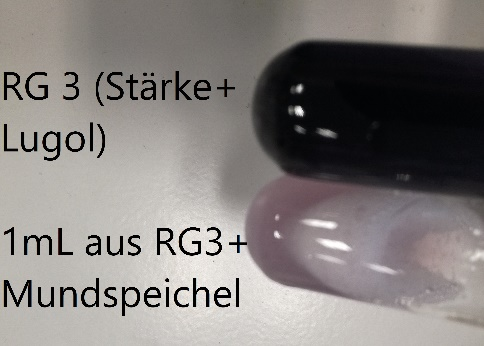 RG 3 (Stärke+
Lugol)
1mL aus RG3+
Mundspeichel